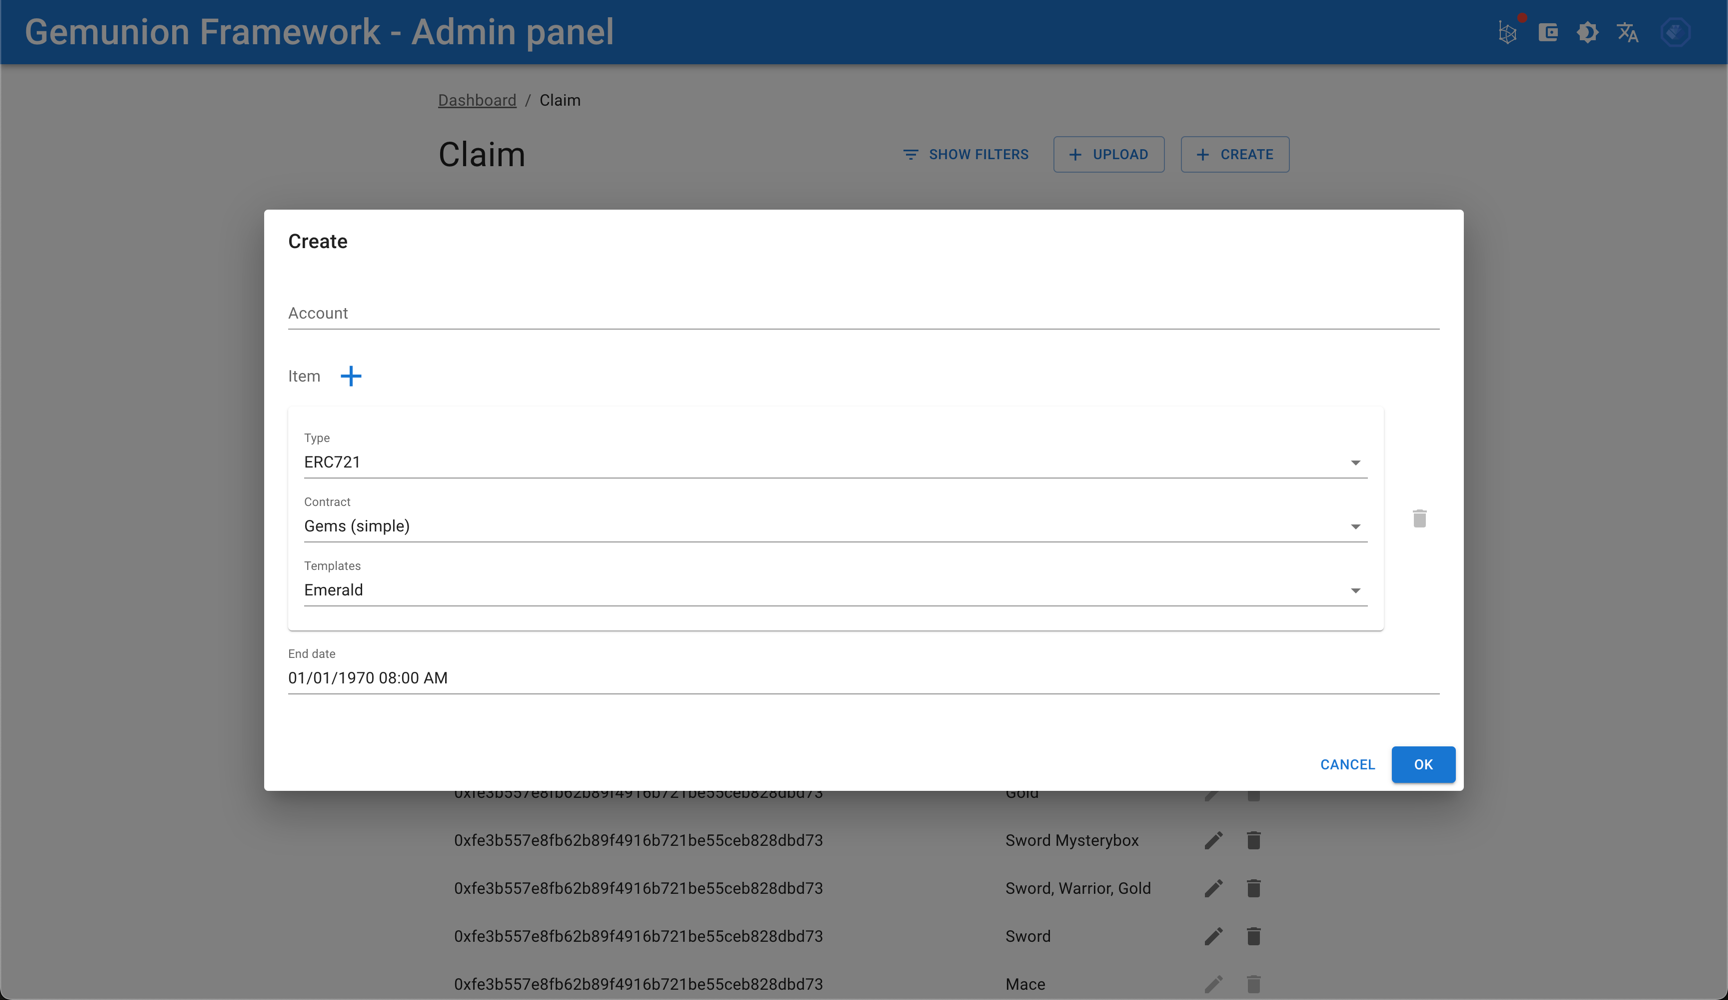 Gemunion Framework - Admin panel
Dashboard / Claim
Claim
SHOW FILTERS
UPLOAD
CREATE
Create
Account
Item
Type
ERC721
Contract
Gems (simple)
Templates
Emerald
End date
01/01/1970 08:00 AM
CANCEL
OK
0xfe3b557e8fb62b89f4916b721be55ceb828dbd73 Gold
0xfe3b557e8fb62b89f4916b721be55ceb828dbd73 Sword Mysterybox
0xfe3b557e8fb62b89f4916b721be55ceb828dbd73 Sword, Warrior, Gold
0xfe3b557e8fb62b89f4916b721be55ceb828dbd73 Sword
0xfe3b557e8fb62b89f4916b721be55ceb828dbd73 Mace